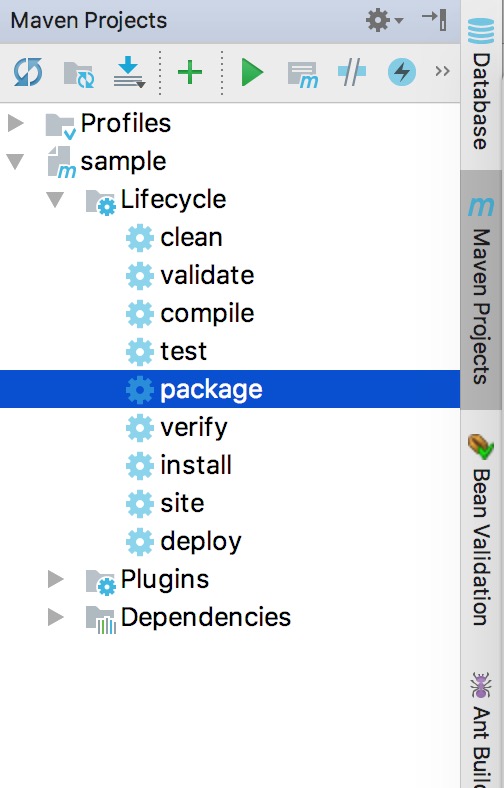 Maven Projects
Profiles
sample
Lifecycle
clean
validate
compile
test
package
verify
install
site
deploy
Plugins
Dependencies
Database
Maven Projects
Bean Validation
Ant Buil